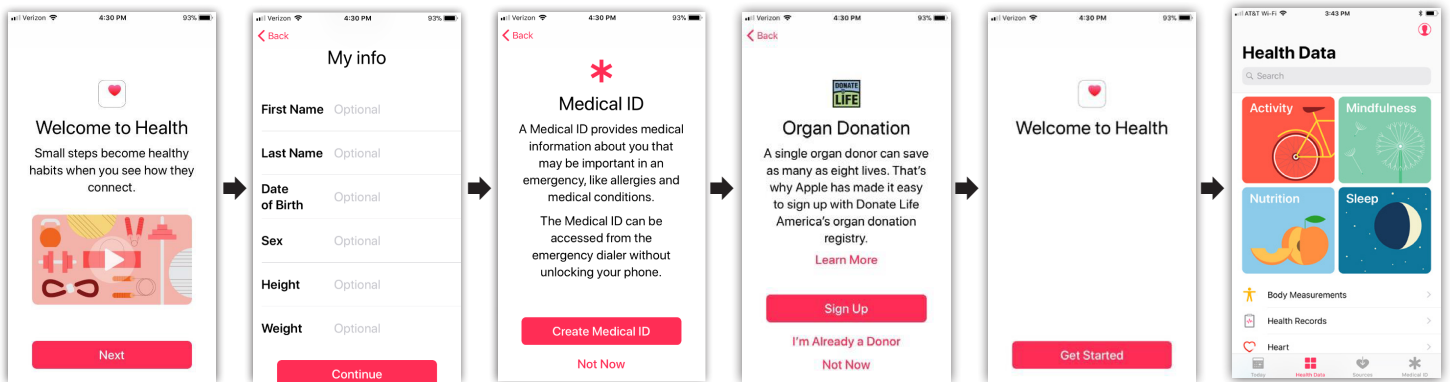 Verizon 4:30 PM 93%
Welcome to Health
Small steps become healthy
habits when you see how they
connect.
Next
Verizon 4:30 PM 93%
Back
My info
First Name Optional
Last Name Optional
Date
of Birth Optional
Sex Optional
Height Optional
Weight Optional
Continue
Verizon 4:30 PM 93%
Back
Medical ID
A Medical ID provides medical
information about you that
may be important in an
emergency, like allergies and
medical conditions.
The Medical ID can be
accessed from the
emergency dialer without
unlocking your phone.
Create Medical ID
Not Now
Verizon 4:30 PM 93%
Back
DONATE
LIFE
Organ Donation
A single organ donor can save
as many as eight lives. That's
why Apple has made it easy
to sign up with Donate Life
America's organ donation
registry.
Learn More
Sign Up
I'm Already a Donor
Not Now
Verizon 4:30 PM 93%
Welcome to Health
Get Started
AT&T Wi-Fi 3:43 PM
Health Data
Search
Activity Mindfulness
Nutrition Sleep
Body Measurements
Health Records
Heart
Today Health Data Sources Medical ID